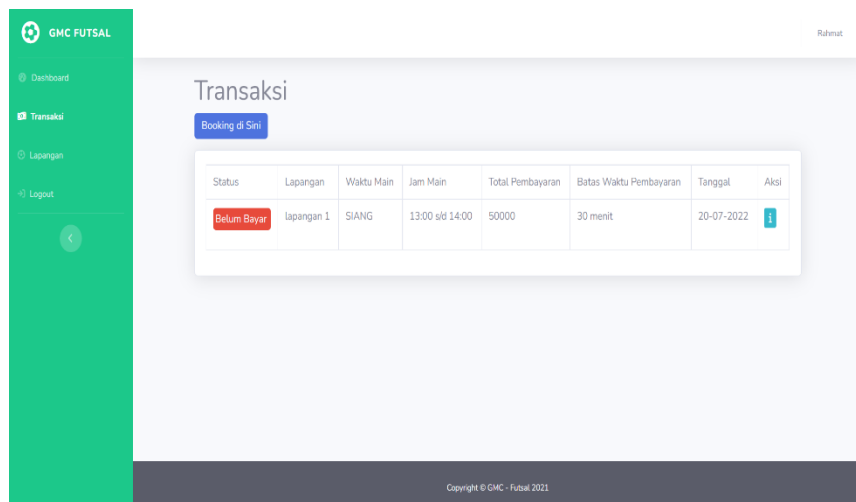 GMC FUTSAL
Rahmat
Dashboard
Transaksi
Lapangan
Logout
Transaksi
Booking di Sini
Status Lapangan Waktu Main Jam Main Total Pembayaran Batas Waktu Pembayaran Tanggal Aksi
Belum Bayar lapangan 1 SIANG 13:00 s/d 14:00 50000 30 menit 20-07-2022 i
Copyright © GMC - Futsal 2021